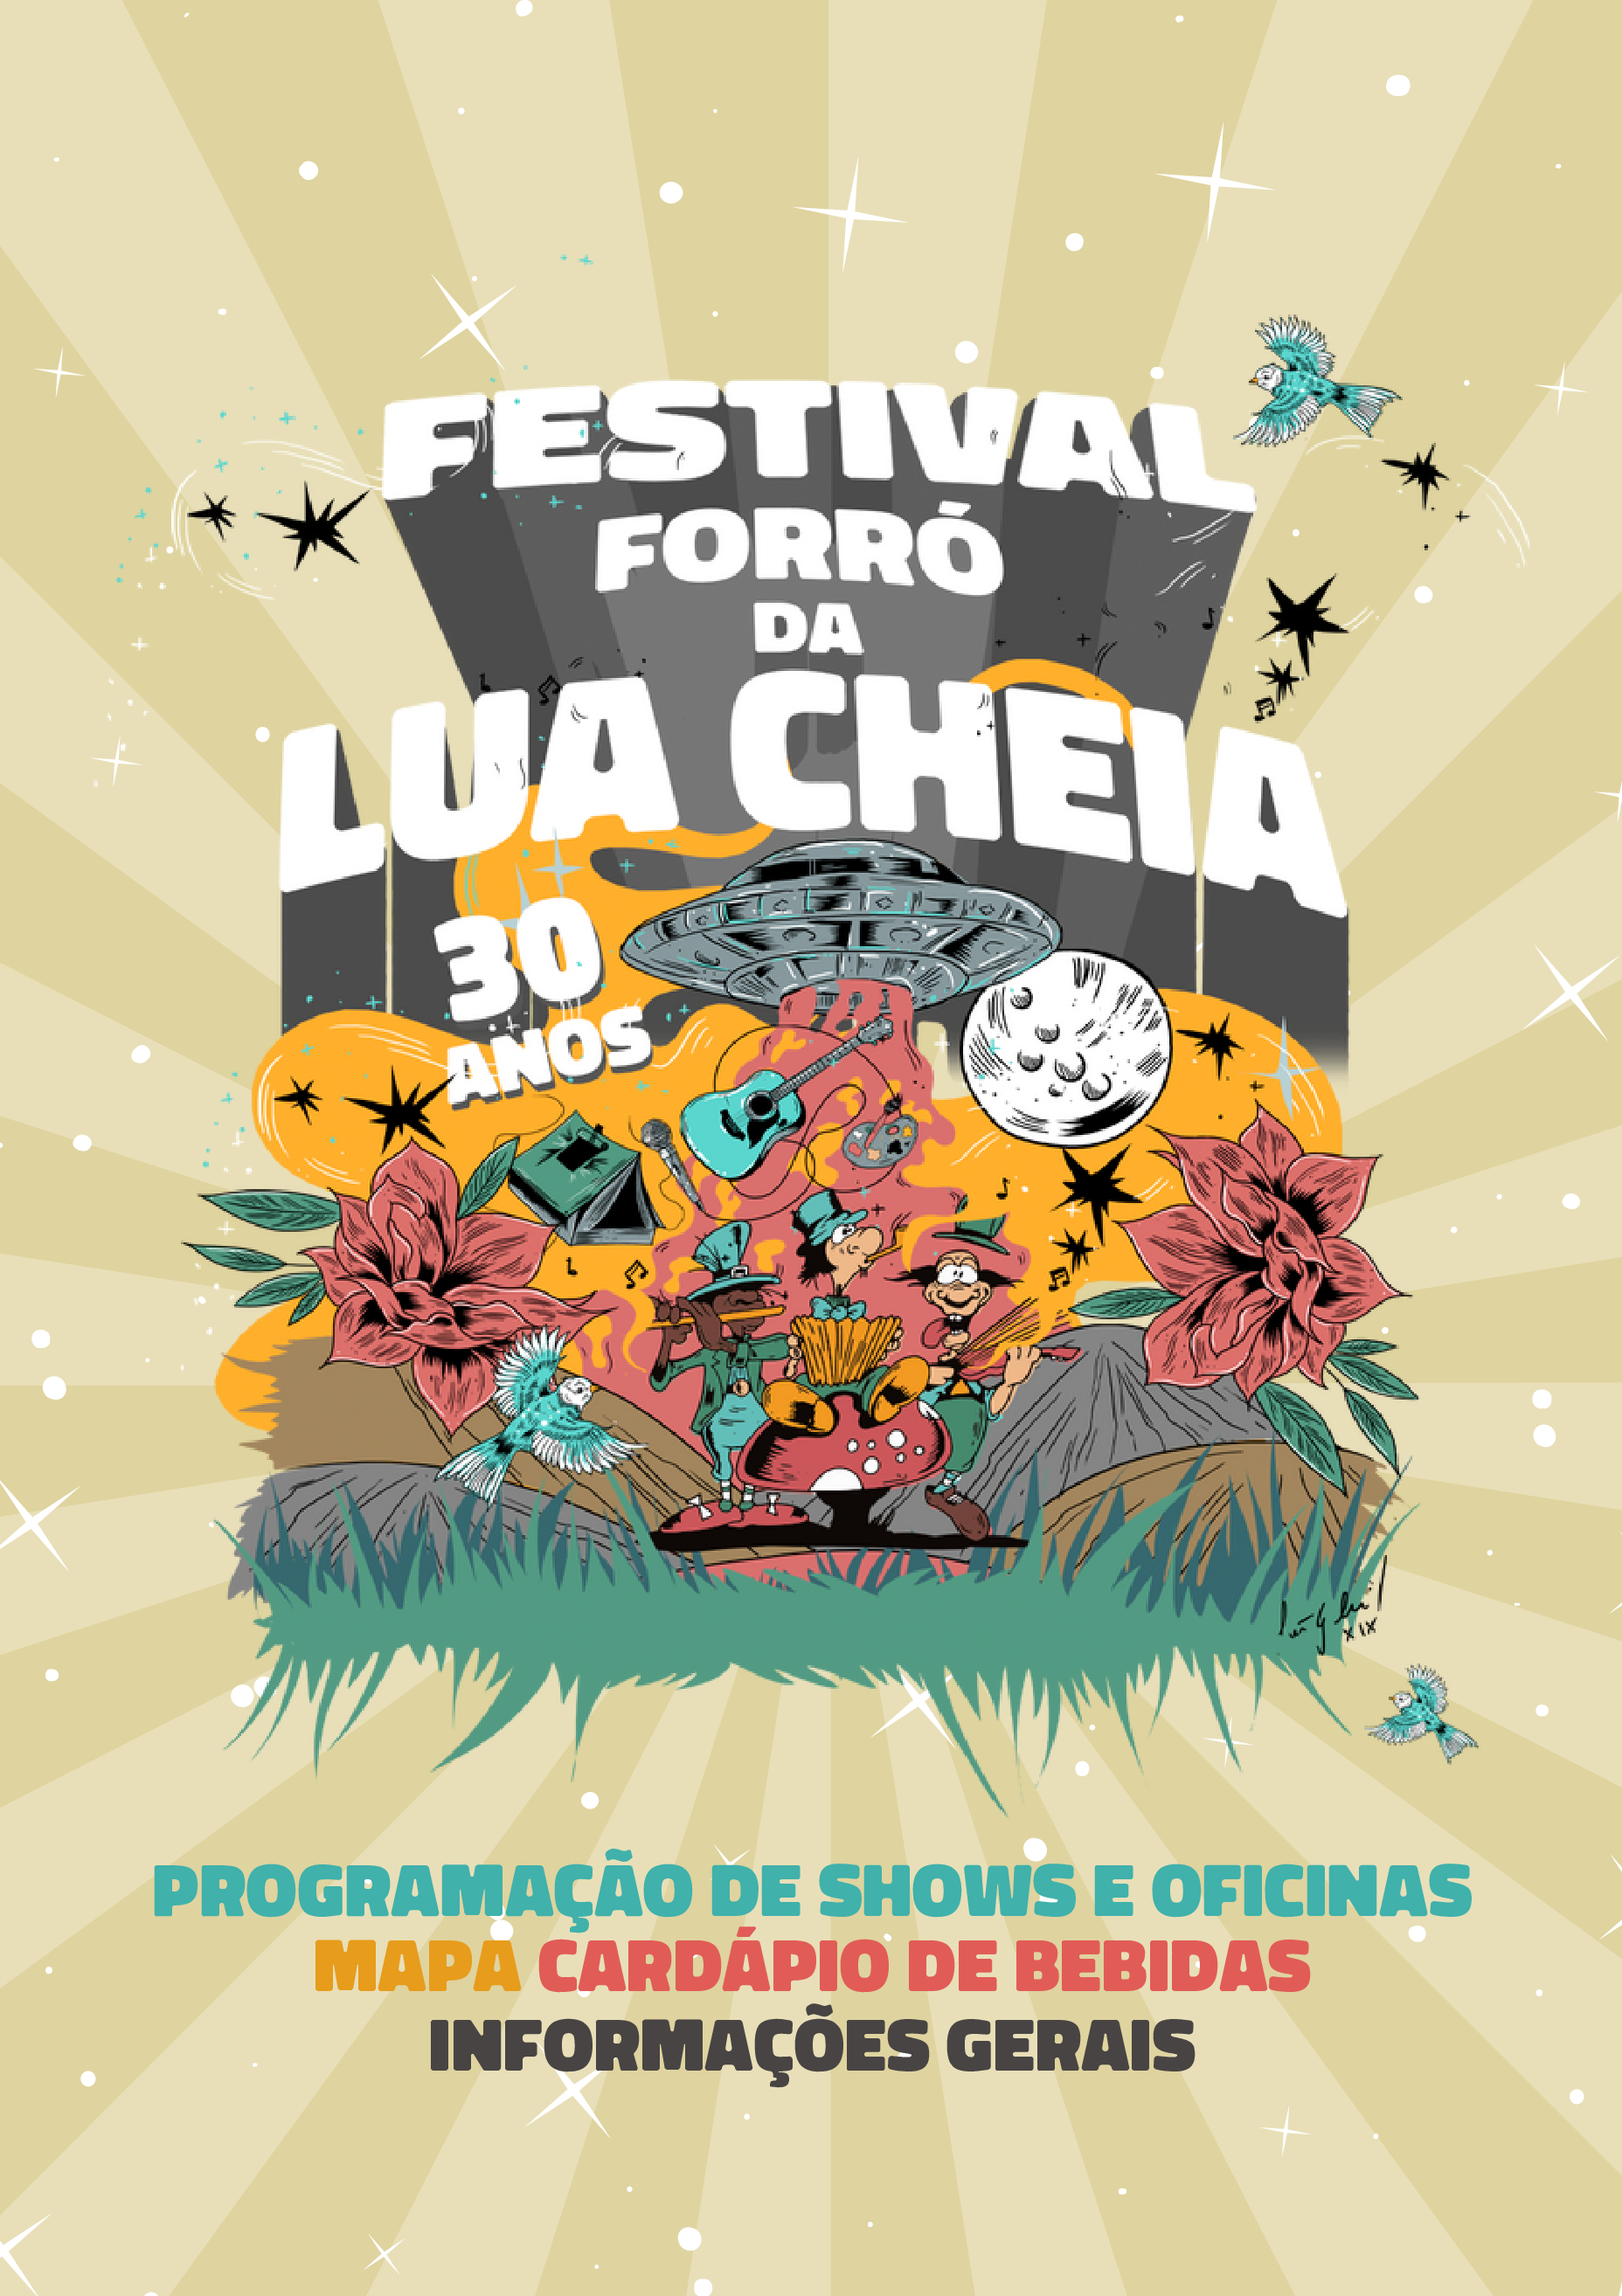 FESTIVAL
FORRÓ
DA
LUA CHEIA
30
ANOS
PROGRAMAÇÃO DE SHOWS E OFICINAS
MAPA CARDÁPIO DE BEBIDAS
INFORMAÇÕES GERAIS